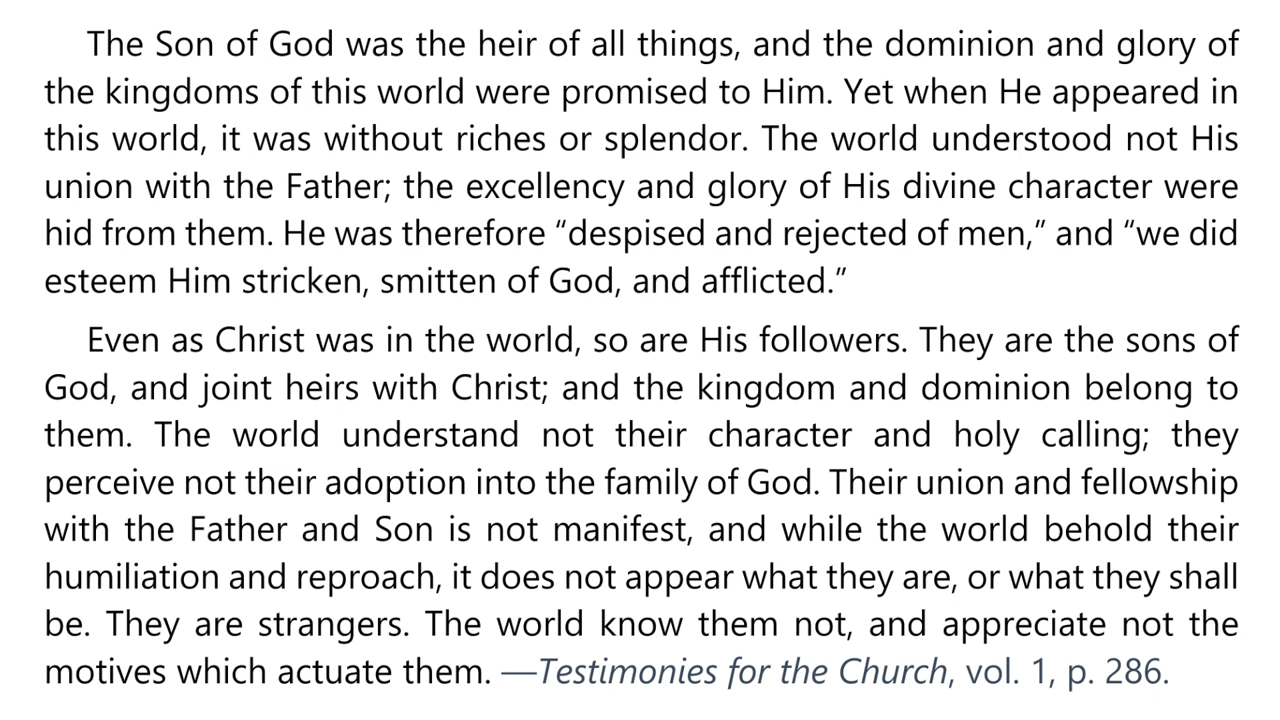 The Son of God was the heir of all things, and the dominion and glory of
the kingdoms of this world were promised to Him. Yet when He appeared in
this world, it was without riches or splendor. The world understood not His
union with the Father; the excellency and glory of His divine character were
hid from them. He was therefore “despised and rejected of men,” and “we did
esteem Him stricken, smitten of God, and afflicted.”
Even as Christ was in the world, so are His followers. They are the sons of
God, and joint heirs with Christ; and the kingdom and dominion belong to
them. The world understand not their character and holy calling; they
perceive not their adoption into the family of God. Their union and fellowship
with the Father and Son is not manifest, and while the world behold their
humiliation and reproach, it does not appear what they are, or what they shall
be. They are strangers. The world know them not, and appreciate not the
motives which actuate them. —Testimonies for the Church, vol. 1, p. 286.